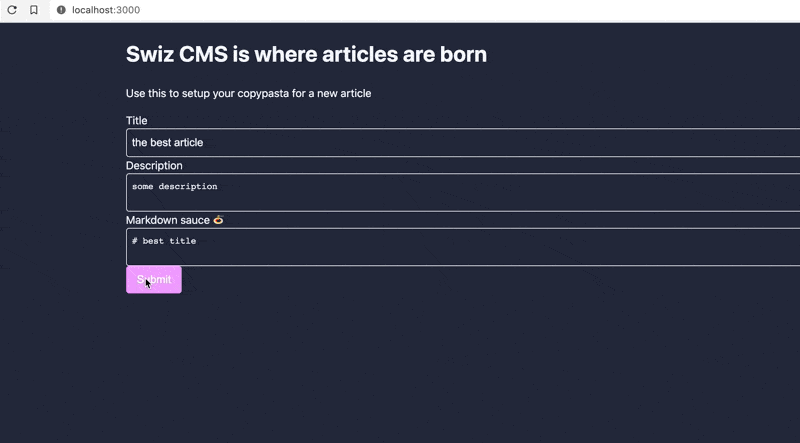 localhost:3000
Swiz CMS is where articles are born
Use this to setup your copypasta for a new article
Title
the best article
Description
some description
Markdown sauce 🍝
# best title
Submit